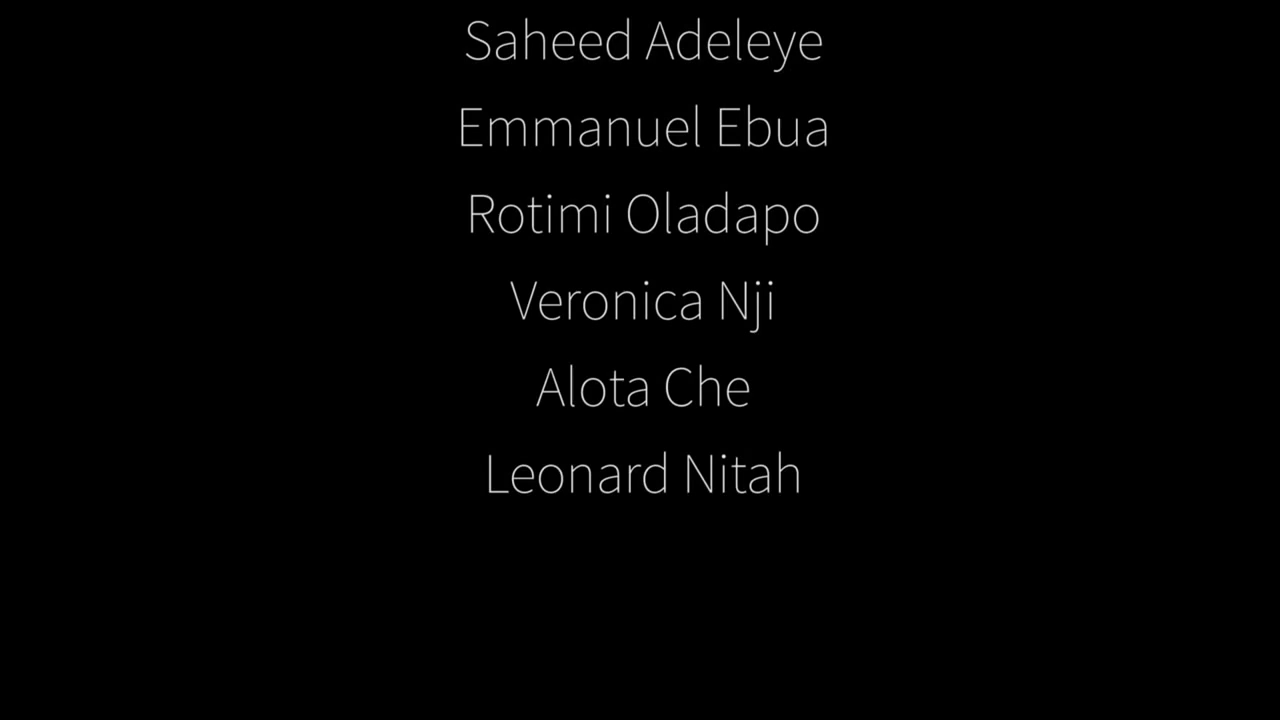 Saheed Adeleye
Emmanuel Ebua
Rotimi Oladapo
Veronica Nji
Alota Che
Leonard Nitah